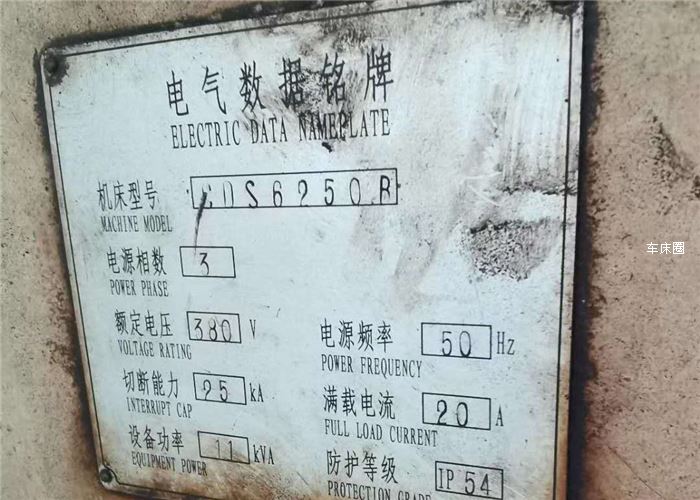 电气数据铭牌
ELECTRIC DATA NAMEPLATE
机床型号 CDS6250B
MACHINE MODEL
电源相数 3
POWER PHASE
额定电压 380 V 电源频率 50 Hz
VOLTAGE RATING POWER FREQUENCY
切断能力 25 kA 满载电流 20 A
INTERRUPT CAP FULL LOAD CURRENT
设备功率 11 kVA 防护等级 IP 54
EQUIPMENT POWER PROTECTION GRADE
车床圈